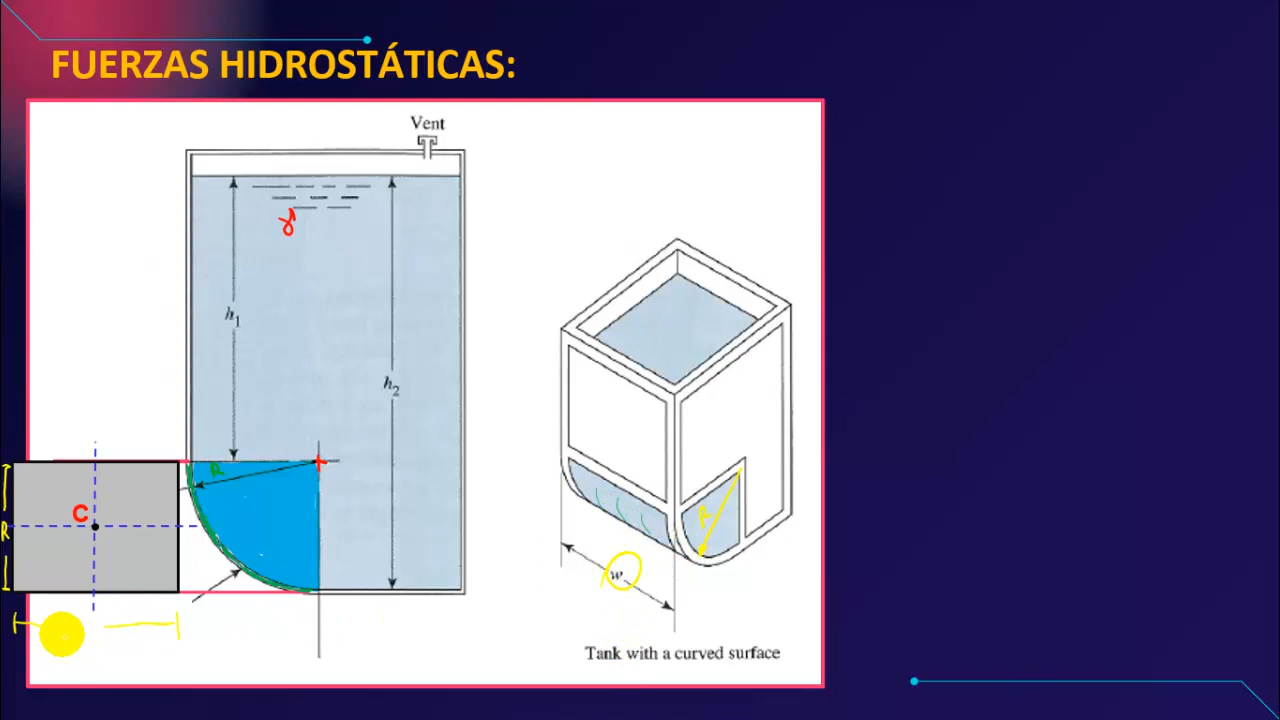 FUERZAS HIDROSTÁTICAS:
Vent
γ
h1
h2
R
C
R
R
w
Tank with a curved surface